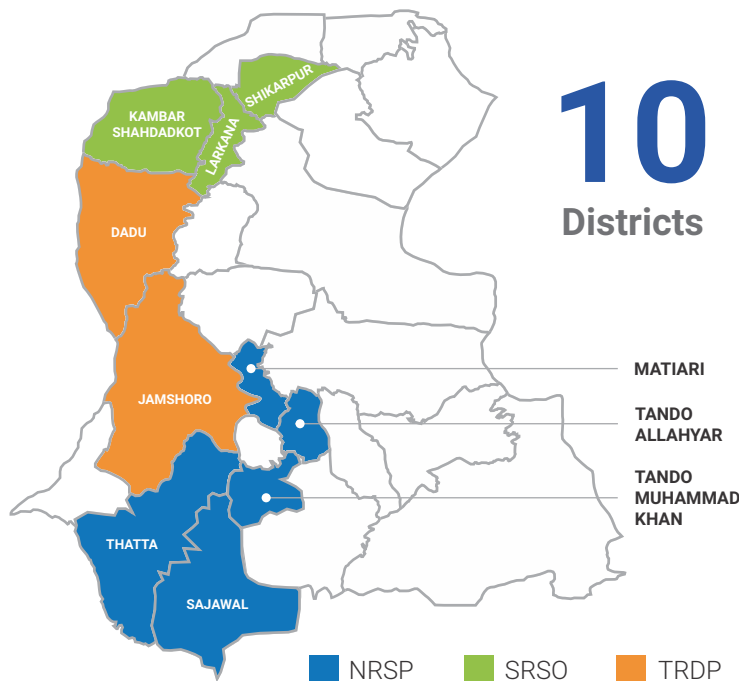 10
Districts
SHIKARPUR
KAMBAR
SHAHDADKOT
LARKANA
DADU
MATIARI
JAMSHORO
TANDO
ALLAHYAR
TANDO
MUHAMMAD
KHAN
THATTA
SAJAWAL
NRSP
SRSO
TRDP